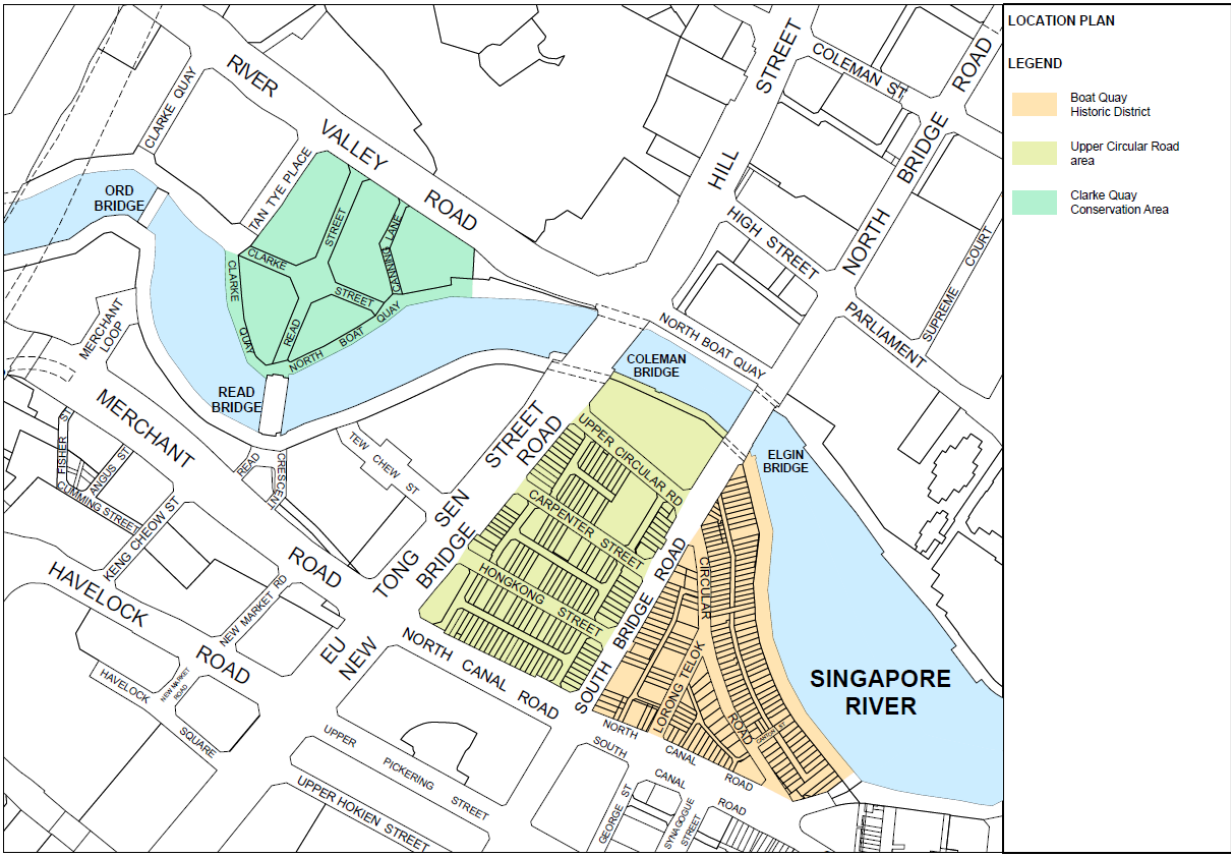 LOCATION PLAN
LEGEND
Boat Quay
Historic District
Upper Circular Road
area
Clarke Quay
Conservation Area
RIVER
VALLEY
ROAD
CLARKE QUAY
TAN TYE PLACE
ORD
BRIDGE
CLARKE
STREET
CANNING
LANE
READ
STREET
CLARKE
QUAY
NORTH BOAT QUAY
READ
BRIDGE
HILL
STREET
COLEMAN ST
NORTH
BRIDGE
ROAD
HIGH STREET
SUPREME COURT
PARLIAMENT
NORTH BOAT QUAY
COLEMAN
BRIDGE
ELGIN
BRIDGE
SINGAPORE
RIVER
MERCHANT
LOOP
MERCHANT
ROAD
FISHER ST
ANGUS ST
CUMMING STREET
KENG CHEOW ST
READ
CRESCENT
TEW CHEW ST
EU
TONG
SEN
STREET
NEW
BRIDGE
ROAD
UPPER CIRCULAR RD
CARPENTER STREET
HONGKONG STREET
NORTH CANAL ROAD
SOUTH BRIDGE ROAD
CIRCULAR
ROAD
LORONG TELOK
CANTON ST
NORTH CANAL ROAD
SOUTH CANAL ROAD
HAVELOCK
ROAD
NEW MARKET RD
NEW MARKET
ROAD
HAVELOCK
SQUARE
UPPER
PICKERING
STREET
UPPER HOKIEN STREET
GEORGE ST
SYNAGOGUE
STREET